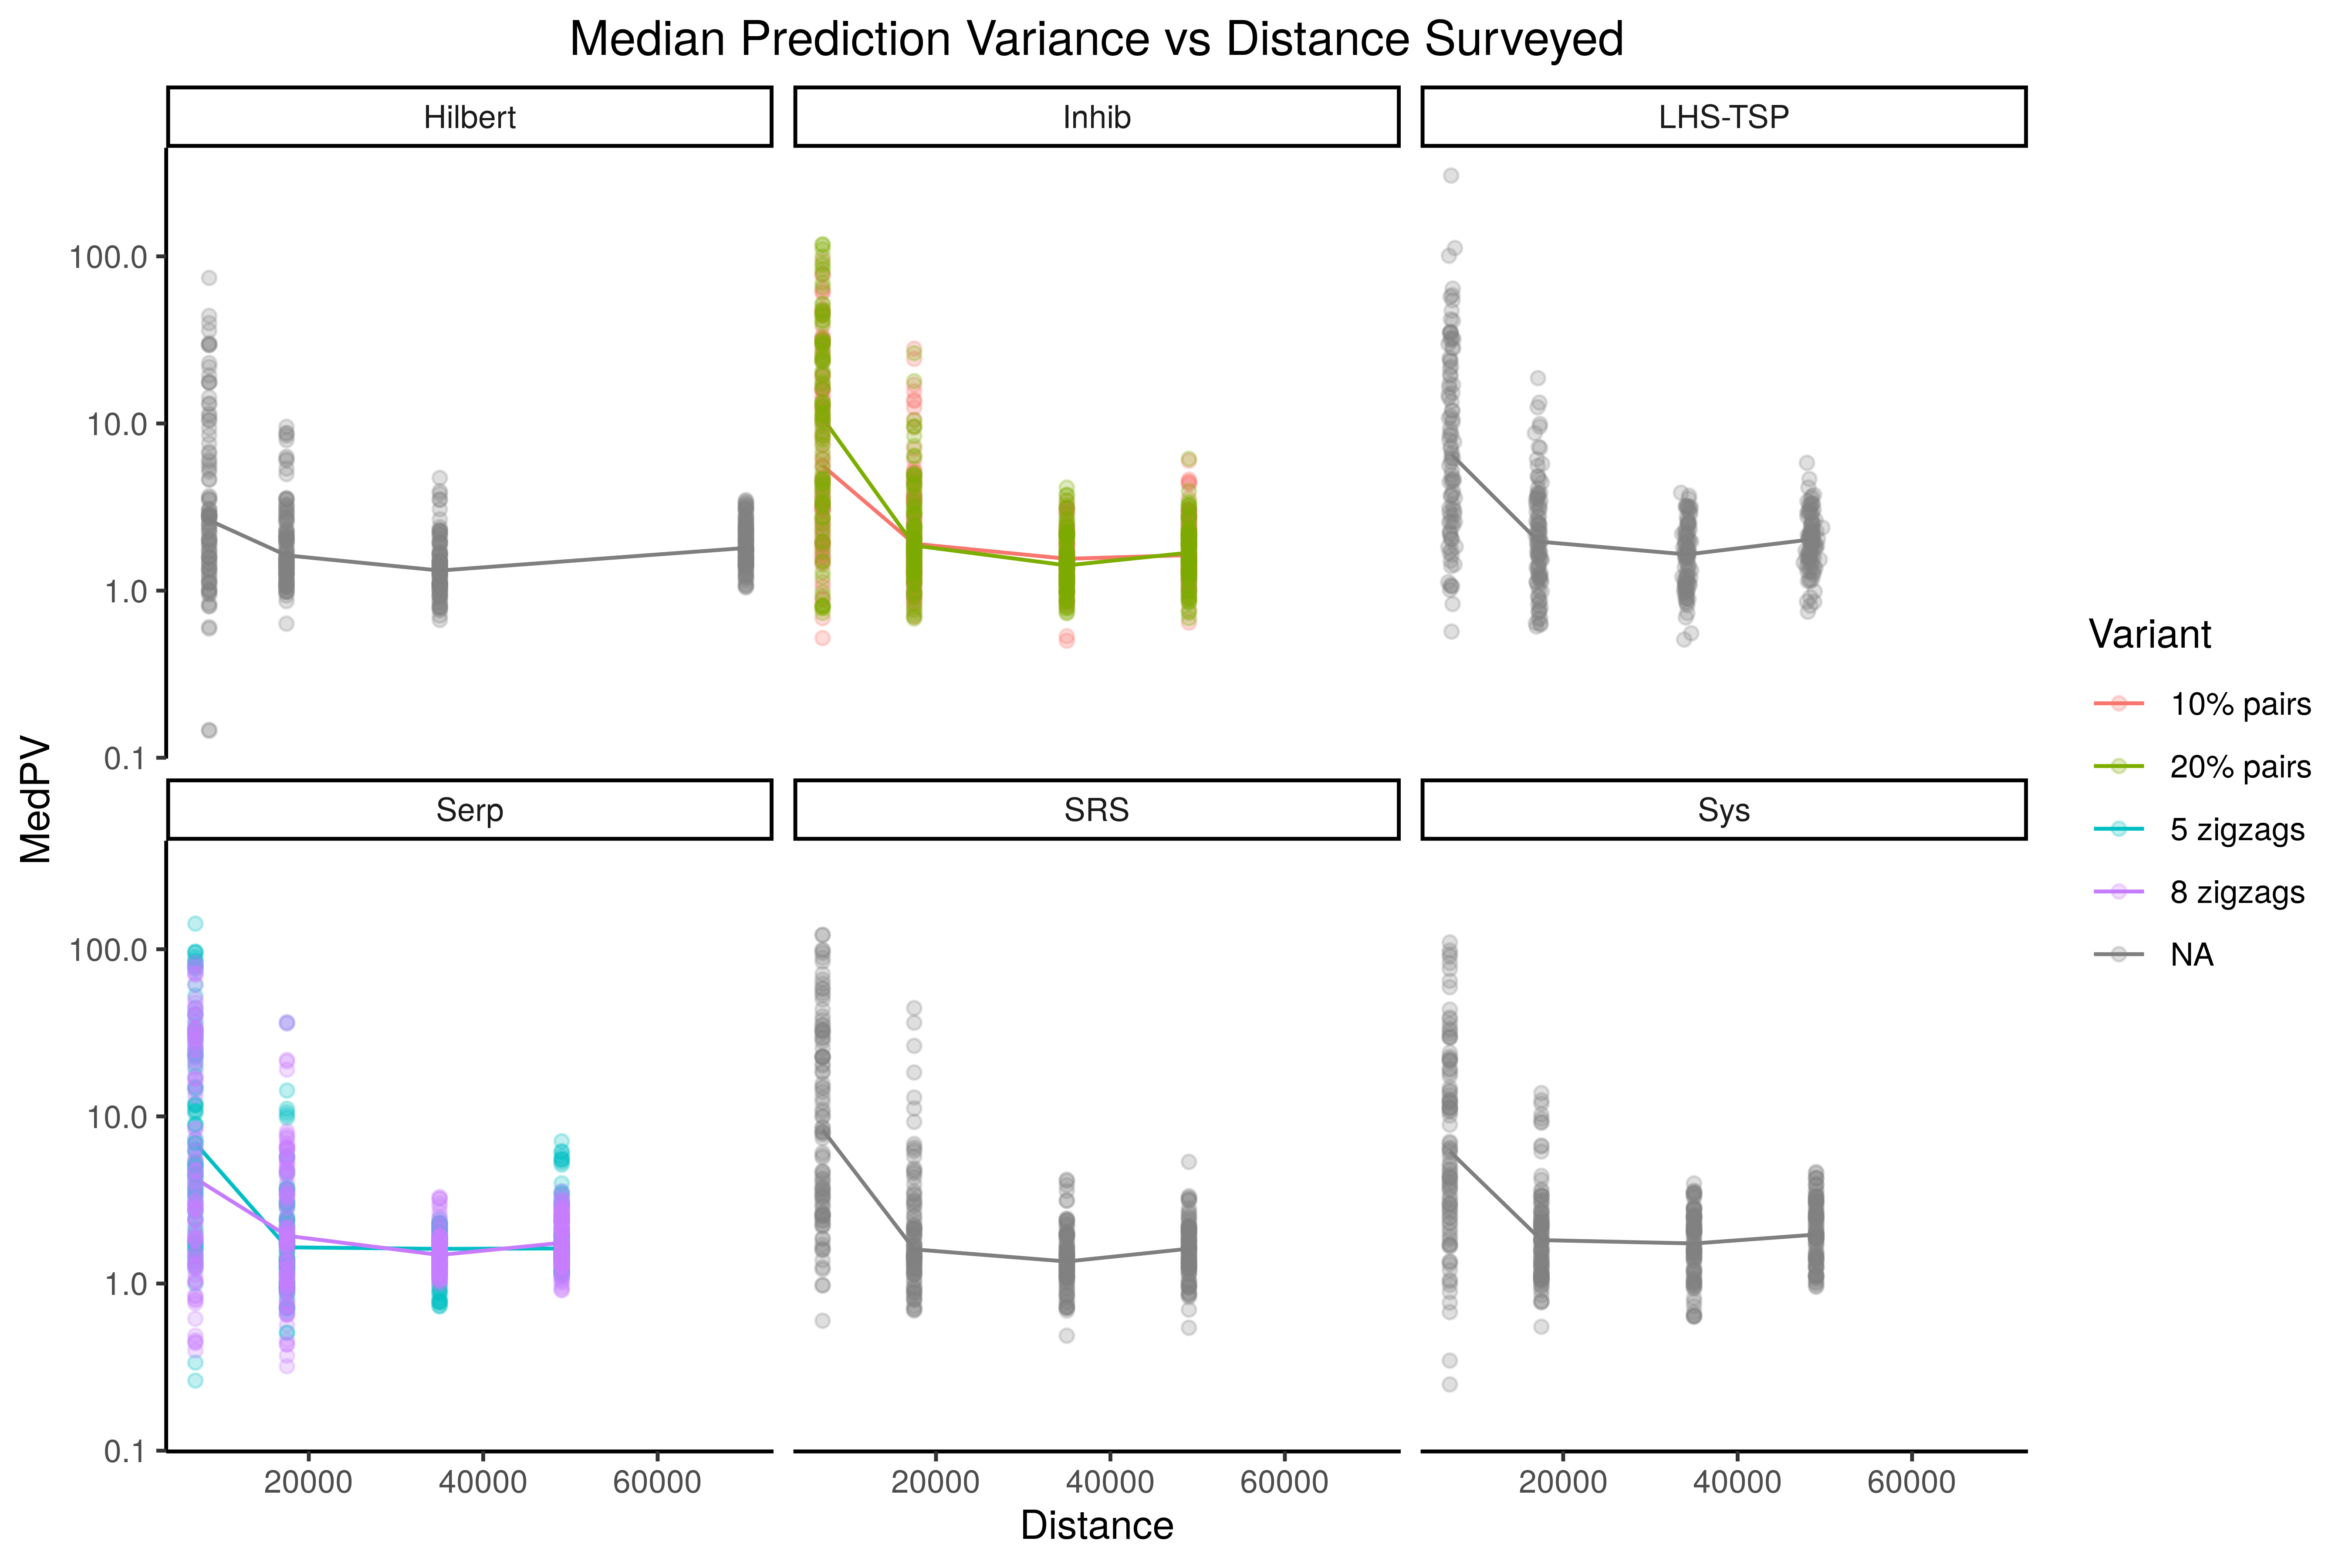 Median Prediction Variance vs Distance Surveyed
Hilbert
Inhib
LHS-TSP
100.0
10.0
1.0
0.1
Serp
SRS
Sys
100.0
10.0
1.0
0.1
20000 40000 60000
20000 40000 60000
20000 40000 60000
Distance
MedPV
Variant
10% pairs
20% pairs
5 zigzags
8 zigzags
NA